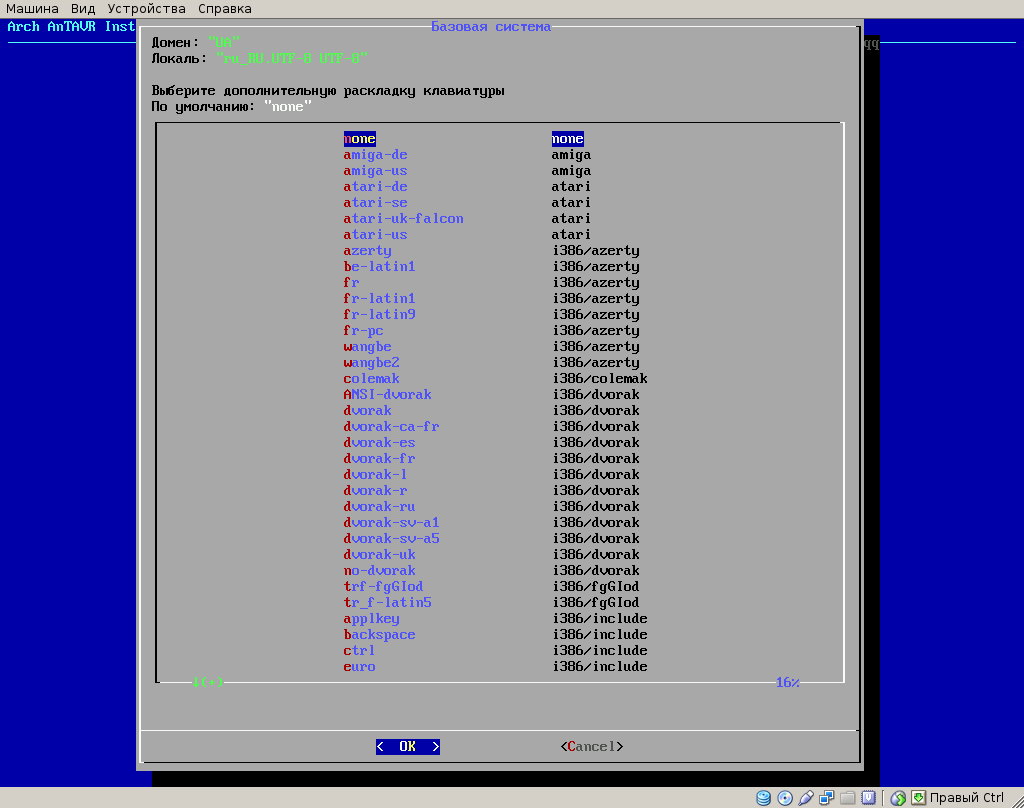 Машина Вид Устройства Справка
Arch AnTAVR Inst
Базовая система
qq
Домен: "VM"
Локаль: "ru_RU.UTF-8 UTF-8"
Выберите дополнительную раскладку клавиатуры
По умолчанию: "none"
none none
amiga-de amiga
amiga-us amiga
atari-de atari
atari-se atari
atari-uk-falcon atari
atari-us atari
azerty i386/azerty
be-latin1 i386/azerty
fr i386/azerty
fr-latin1 i386/azerty
fr-latin9 i386/azerty
fr-pc i386/azerty
wangbe i386/azerty
wangbe2 i386/azerty
colemak i386/colemak
ANSI-dvorak i386/dvorak
dvorak i386/dvorak
dvorak-ca-fr i386/dvorak
dvorak-es i386/dvorak
dvorak-fr i386/dvorak
dvorak-l i386/dvorak
dvorak-r i386/dvorak
dvorak-ru i386/dvorak
dvorak-sv-a1 i386/dvorak
dvorak-sv-a5 i386/dvorak
dvorak-uk i386/dvorak
no-dvorak i386/dvorak
trf-fgGIod i386/fgGIod
tr_f-latin5 i386/fgGIod
applkey i386/include
backspace i386/include
ctrl i386/include
euro i386/include
↓(+) 16%
< OK > <Cancel>
Правый Ctrl